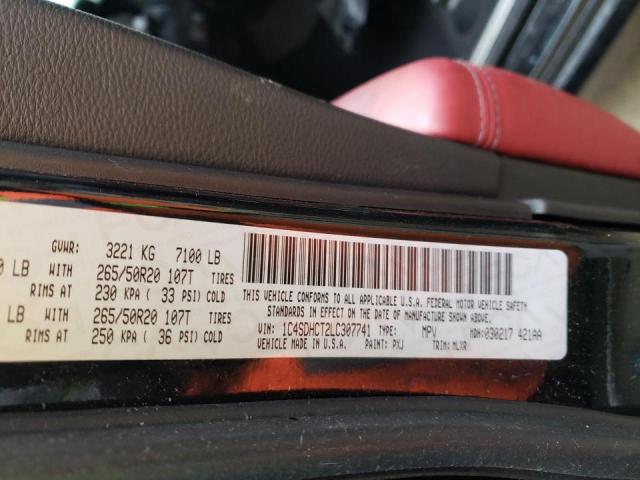 GVWR: 3221 KG 7100 LB
LB WITH 265/50R20 107T TIRES
RIMS AT 230 KPA ( 33 PSI) COLD
LB WITH 265/50R20 107T TIRES
RIMS AT 250 KPA ( 36 PSI) COLD
THIS VEHICLE CONFORMS TO ALL APPLICABLE U.S.A. FEDERAL MOTOR VEHICLE SAFETY
STANDARDS IN EFFECT ON THE DATE OF MANUFACTURE SHOWN ABOVE.
VIN: 1C4SDHCT2LC307741 TYPE: MPV MDH:030217 421AA
VEHICLE MADE IN U.S.A. PAINT: PXJ TRIM: MLXR